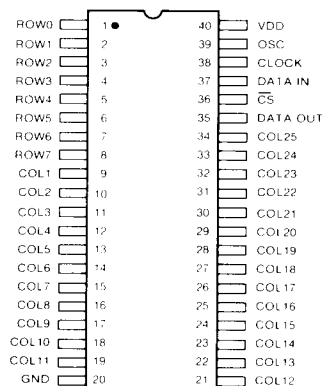 ROW0 1 40 VDD
ROW1 2 39 OSC
ROW2 3 38 CLOCK
ROW3 4 37 DATA IN
ROW4 5 36 C̅S̅
ROW5 6 35 DATA OUT
ROW6 7 34 COL25
ROW7 8 33 COL24
COL1 9 32 COL23
COL2 10 31 COL22
COL3 11 30 COL21
COL4 12 29 COL20
COL5 13 28 COL19
COL6 14 27 COL18
COL7 15 26 COL17
COL8 16 25 COL16
COL9 17 24 COL15
COL10 18 23 COL14
COL11 19 22 COL13
GND 20 21 COL12